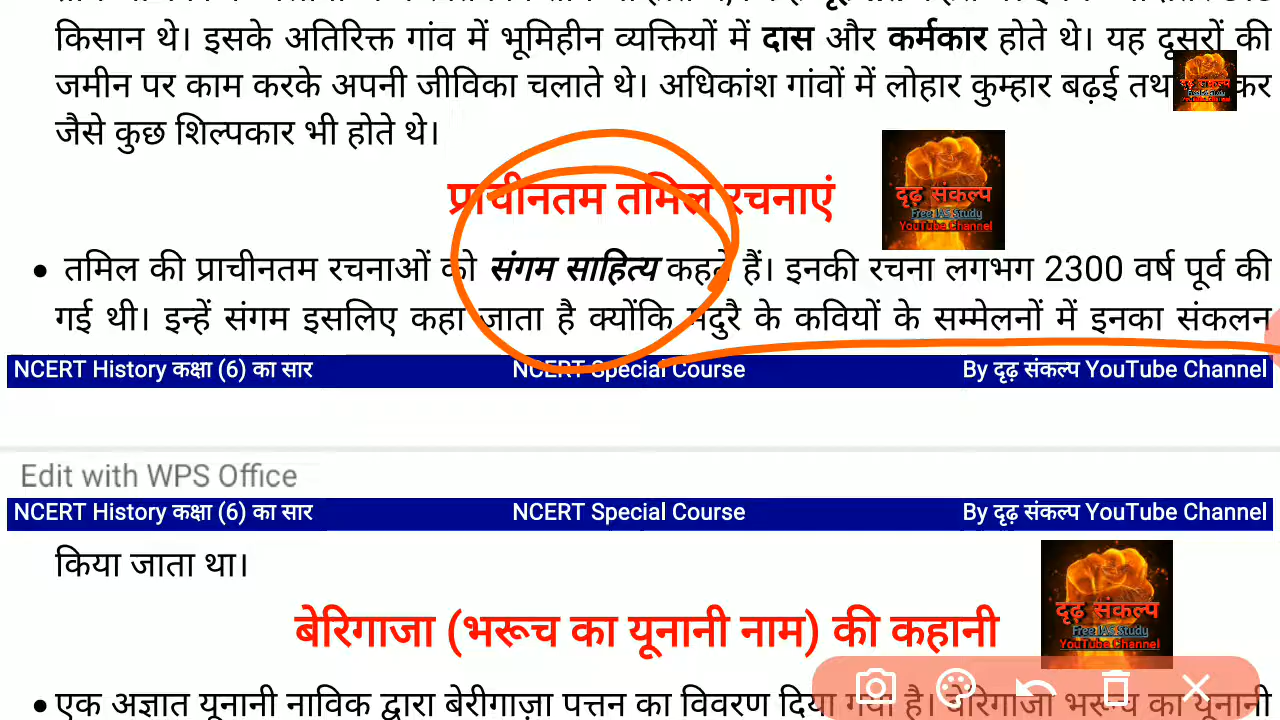 किसान थे। इसके अतिरिक्त गांव में भूमिहीन व्यक्तियों में दास और कर्मकार होते थे। यह दूसरों की
जमीन पर काम करके अपनी जीविका चलाते थे। अधिकांश गांवों में लोहार कुम्हार बढ़ई तथा कर
जैसे कुछ शिल्पकार भी होते थे।
प्राचीनतम तमिल रचनाएं
दृढ़ संकल्प
Free IAS Study
YouTube Channel
• तमिल की प्राचीनतम रचनाओं को संगम साहित्य कहते हैं। इनकी रचना लगभग 2300 वर्ष पूर्व की
गई थी। इन्हें संगम इसलिए कहा जाता है क्योंकि मदुरै के कवियों के सम्मेलनों में इनका संकलन
NCERT History कक्षा (6) का सार NCERT Special Course By दृढ़ संकल्प YouTube Channel
Edit with WPS Office
NCERT History कक्षा (6) का सार NCERT Special Course By दृढ़ संकल्प YouTube Channel
किया जाता था।
दृढ़ संकल्प
Free IAS Study
YouTube Channel
बेरिगाजा (भरूच का यूनानी नाम) की कहानी
• एक अज्ञात यूनानी नाविक द्वारा बेरीगाज़ा पत्तन का विवरण दिया गया है। बेरिगाजा भरूच का यूनानी